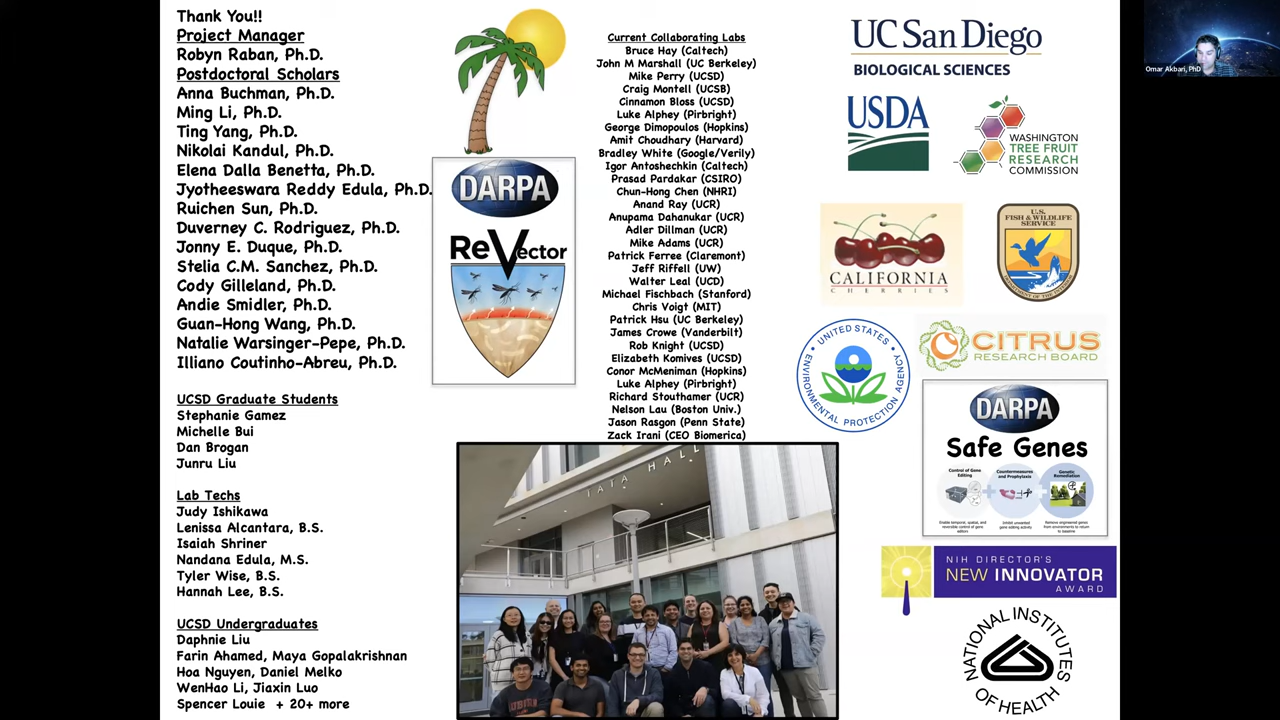 Thank You!!
Project Manager
Robyn Raban, Ph.D.
Postdoctoral Scholars
Anna Buchman, Ph.D.
Ming Li, Ph.D.
Ting Yang, Ph.D.
Nikolai Kandul, Ph.D.
Elena Dalla Benetta, Ph.D.
Jyotheeswara Reddy Edula, Ph.D.
Ruichen Sun, Ph.D.
Duverney C. Rodriguez, Ph.D.
Jonny E. Duque, Ph.D.
Stelia C.M. Sanchez, Ph.D.
Cody Gilleland, Ph.D.
Andie Smidler, Ph.D.
Guan-Hong Wang, Ph.D.
Natalie Warsinger-Pepe, Ph.D.
Illiano Coutinho-Abreu, Ph.D.
UCSD Graduate Students
Stephanie Gamez
Michelle Bui
Dan Brogan
Junru Liu
Lab Techs
Judy Ishikawa
Lenissa Alcantara, B.S.
Isaiah Shriner
Nandana Edula, M.S.
Tyler Wise, B.S.
Hannah Lee, B.S.
UCSD Undergraduates
Daphnie Liu
Farin Ahamed, Maya Gopalakrishnan
Hoa Nguyen, Daniel Melko
WenHao Li, Jiaxin Luo
Spencer Louie + 20+ more
DARPA
ReVector
Current Collaborating Labs
Bruce Hay (Caltech)
John M Marshall (UC Berkeley)
Mike Perry (UCSD)
Craig Montell (UCSB)
Cinnamon Bloss (UCSD)
Luke Alphey (Pirbright)
George Dimopoulos (Hopkins)
Amit Choudhary (Harvard)
Bradley White (Google/Verily)
Igor Antoshechkin (Caltech)
Prasad Pardakar (CSIRO)
Chun-Hong Chen (NHRI)
Anand Ray (UCR)
Anupama Dahanukar (UCR)
Adler Dillman (UCR)
Mike Adams (UCR)
Patrick Ferree (Claremont)
Jeff Riffell (UW)
Walter Leal (UCD)
Michael Fischbach (Stanford)
Chris Voigt (MIT)
Patrick Hsu (UC Berkeley)
James Crowe (Vanderbilt)
Rob Knight (UCSD)
Elizabeth Komives (UCSD)
Conor McMeniman (Hopkins)
Luke Alphey (Pirbright)
Richard Stouthamer (UCR)
Nelson Lau (Boston Univ.)
Jason Rasgon (Penn State)
Zack Irani (CEO Biomerica)
TATA HALL
UC San Diego
BIOLOGICAL SCIENCES
USDA
WASHINGTON
TREE FRUIT
RESEARCH
COMMISSION
CALIFORNIA
CHERRIES
U.S.
FISH & WILDLIFE
SERVICE
DEPARTMENT OF THE INTERIOR
UNITED STATES
ENVIRONMENTAL PROTECTION AGENCY
CITRUS
RESEARCH BOARD
DARPA
Safe Genes
Control of Gene
Editing
Countermeasures
and Prophylaxis
Genetic
Remediation
NIH DIRECTOR'S
NEW INNOVATOR
AWARD
NATIONAL INSTITUTES
OF HEALTH
Omar Akbari, PhD